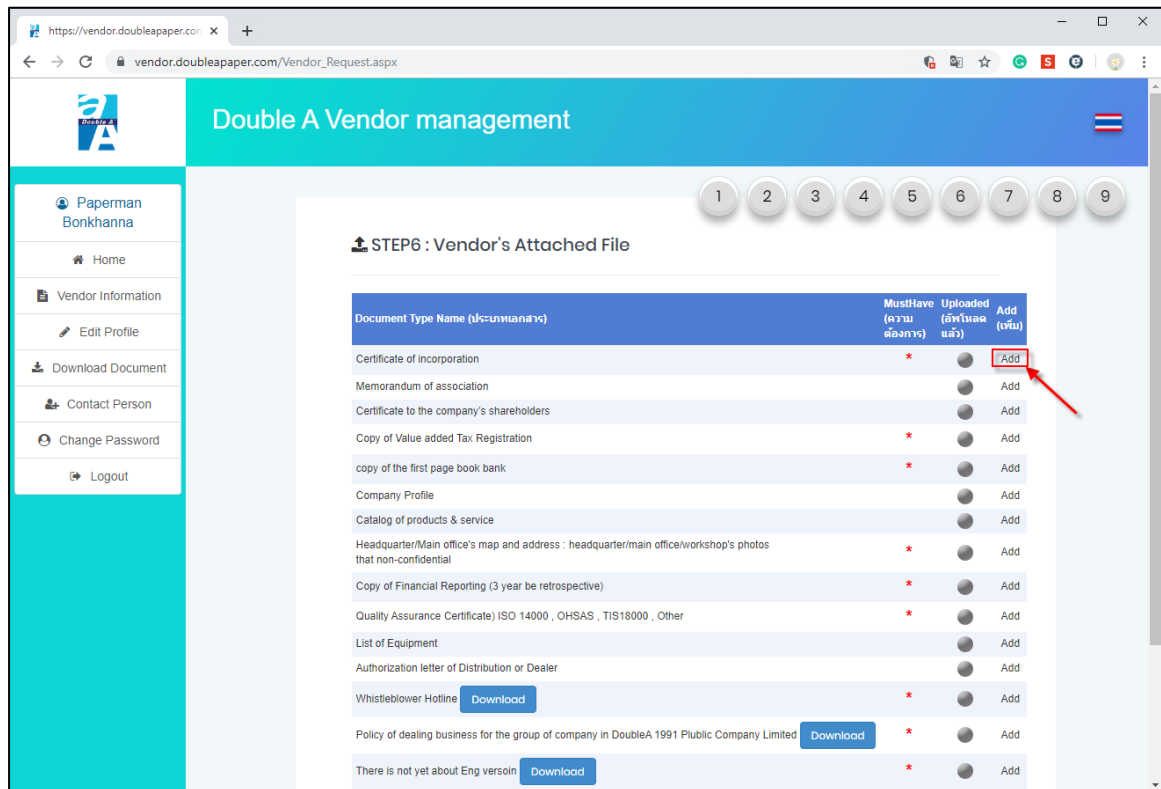 https://vendor.doubleapaper.com
vendor.doubleapaper.com/Vendor_Request.aspx
Double A
Double A Vendor management
Paperman
Bonkhanna
Home
Vendor Information
Edit Profile
Download Document
Contact Person
Change Password
Logout
1 2 3 4 5 6 7 8 9
STEP6 : Vendor's Attached File
Document Type Name (ประเภทเอกสาร) MustHave (ความต้องการ) Uploaded (อัพโหลดแล้ว) Add (เพิ่ม)
Certificate of incorporation * Add
Memorandum of association Add
Certificate to the company's shareholders Add
Copy of Value added Tax Registration * Add
copy of the first page book bank * Add
Company Profile Add
Catalog of products & service Add
Headquarter/Main office's map and address : headquarter/main office/workshop's photos
that non-confidential * Add
Copy of Financial Reporting (3 year be retrospective) * Add
Quality Assurance Certificate) ISO 14000 , OHSAS , TIS18000 , Other * Add
List of Equipment Add
Authorization letter of Distribution or Dealer Add
Whistleblower Hotline Download * Add
Policy of dealing business for the group of company in DoubleA 1991 Plublic Company Limited Download * Add
There is not yet about Eng versoin Download * Add